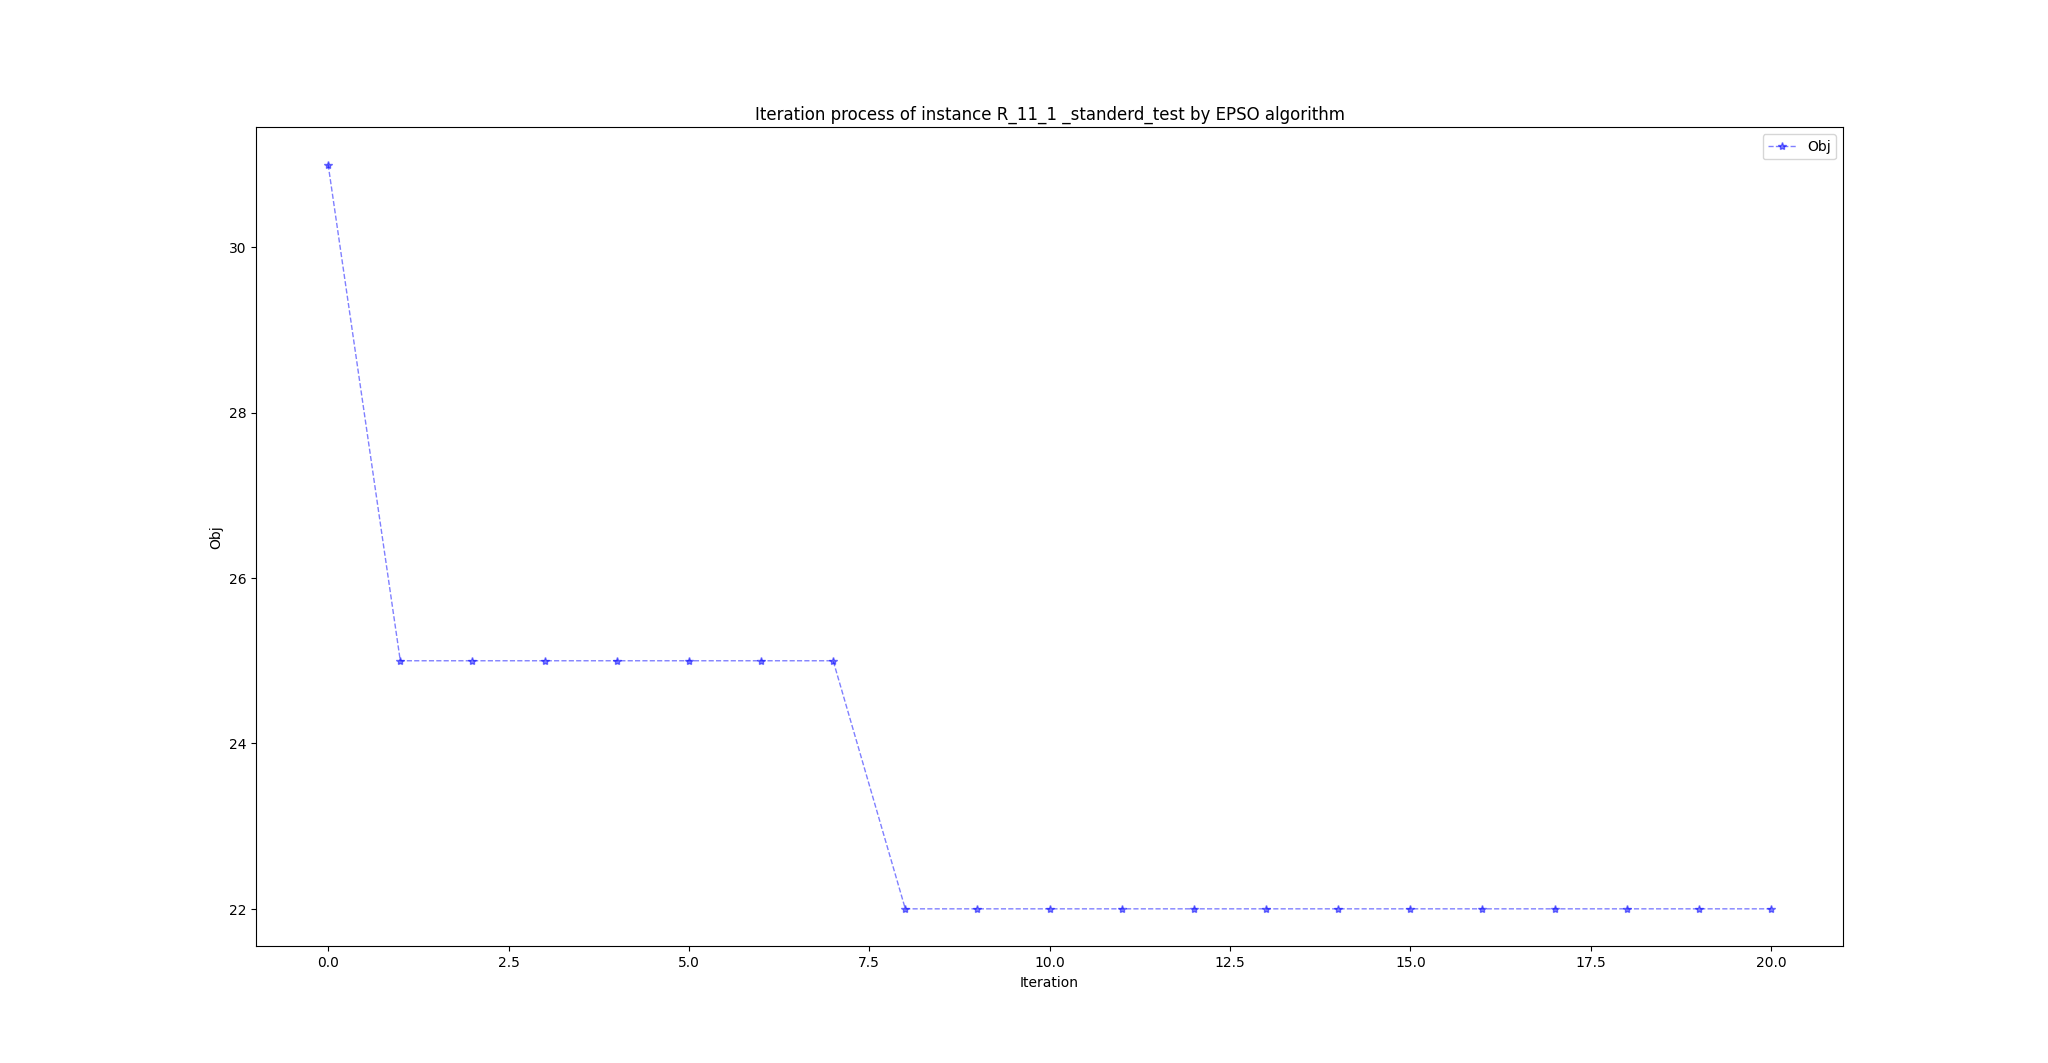 Iteration process of instance R_11_1 _standerd_test by EPSO algorithm
Obj
30
28
26
24
22
Obj
0.0 2.5 5.0 7.5 10.0 12.5 15.0 17.5 20.0
Iteration